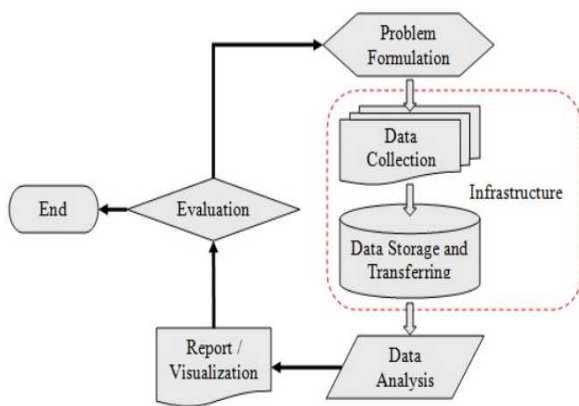 Problem
Formulation
Data
Collection
Infrastructure
Data Storage and
Transferring
Data
Analysis
Report /
Visualization
Evaluation
End